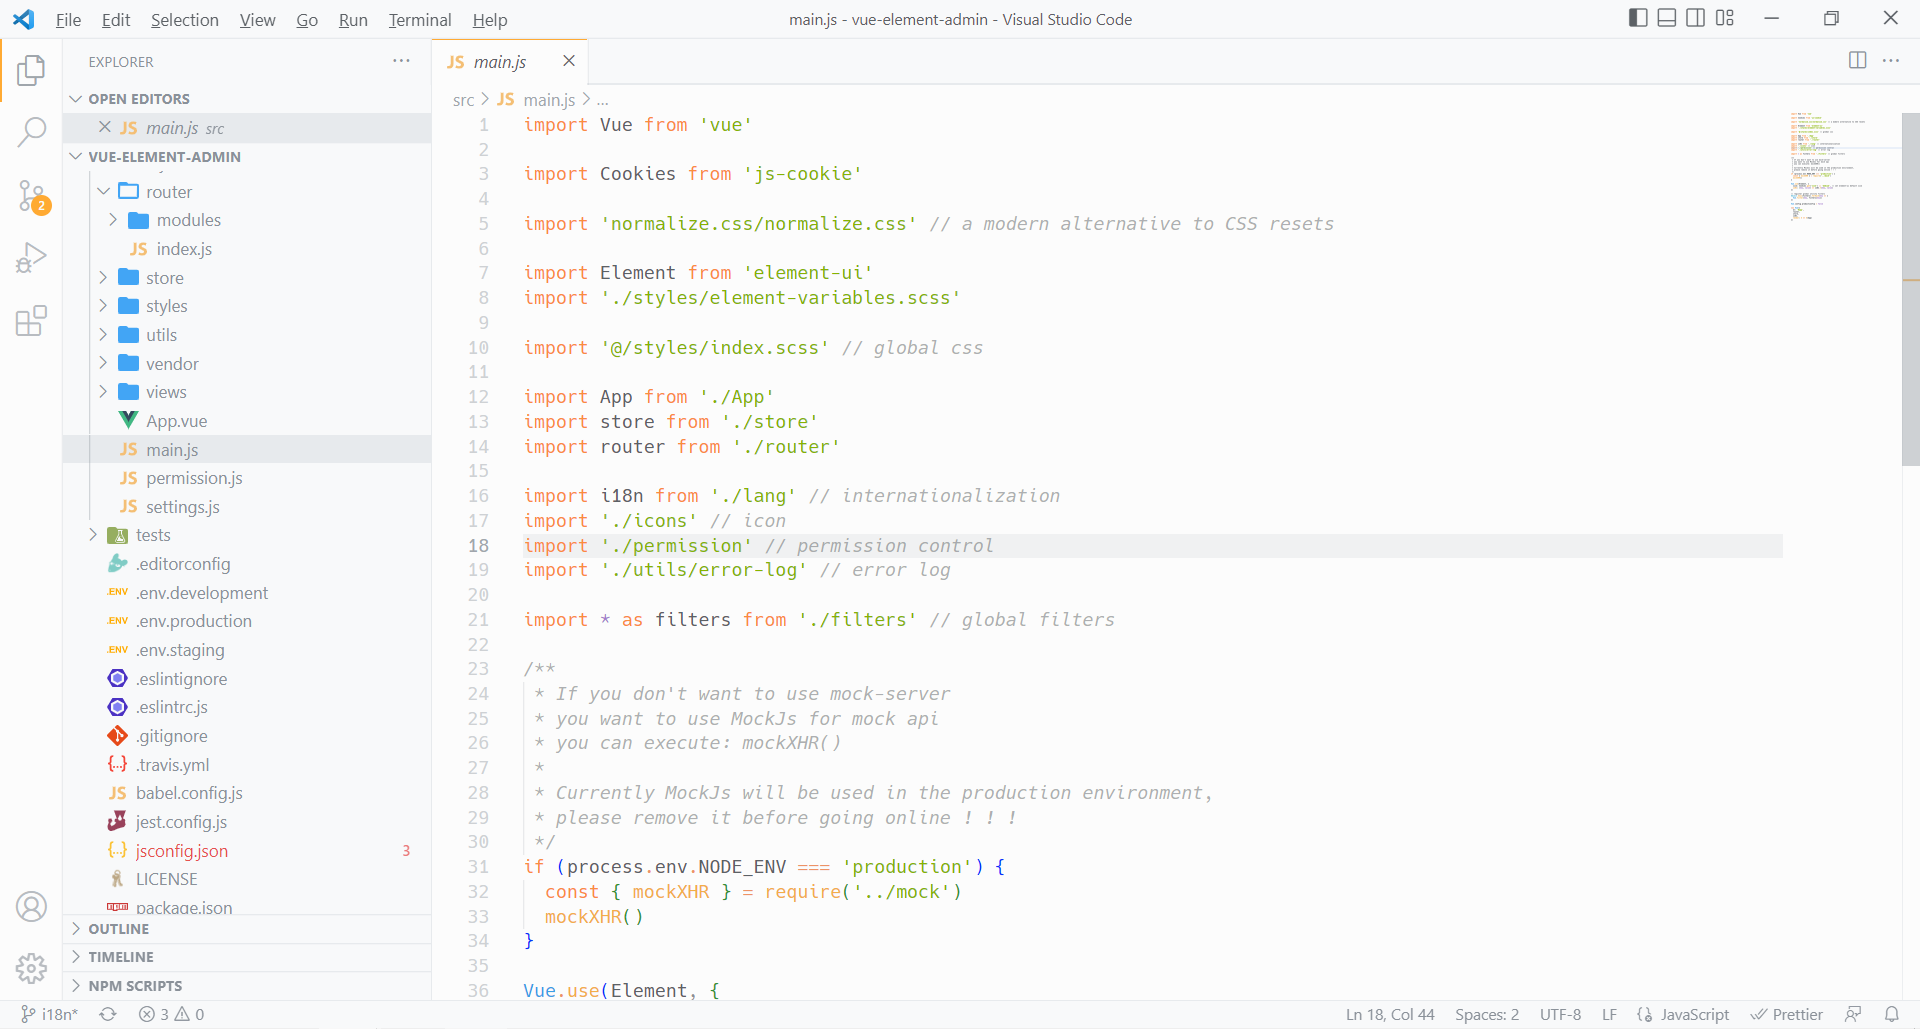 File Edit Selection View Go Run Terminal Help
main.js - vue-element-admin - Visual Studio Code
EXPLORER
OPEN EDITORS
JS main.js src
VUE-ELEMENT-ADMIN
router
modules
JS index.js
store
styles
utils
vendor
views
App.vue
JS main.js
JS permission.js
JS settings.js
tests
.editorconfig
.ENV .env.development
.ENV .env.production
.ENV .env.staging
.eslintignore
.eslintrc.js
.gitignore
{..} .travis.yml
JS babel.config.js
jest.config.js
{..} jsconfig.json 3
LICENSE
package.json
OUTLINE
TIMELINE
NPM SCRIPTS
2
JS main.js
src > JS main.js > ...
1 import Vue from 'vue'
2
3 import Cookies from 'js-cookie'
4
5 import 'normalize.css/normalize.css' // a modern alternative to CSS resets
6
7 import Element from 'element-ui'
8 import './styles/element-variables.scss'
9
10 import '@/styles/index.scss' // global css
11
12 import App from './App'
13 import store from './store'
14 import router from './router'
15
16 import i18n from './lang' // internationalization
17 import './icons' // icon
18 import './permission' // permission control
19 import './utils/error-log' // error log
20
21 import * as filters from './filters' // global filters
22
23 /**
24 * If you don't want to use mock-server
25 * you want to use MockJs for mock api
26 * you can execute: mockXHR()
27 *
28 * Currently MockJs will be used in the production environment,
29 * please remove it before going online ! ! !
30 */
31 if (process.env.NODE_ENV === 'production') {
32 const { mockXHR } = require('../mock')
33 mockXHR()
34 }
35
36 Vue.use(Element, {
i18n* 3 0
Ln 18, Col 44 Spaces: 2 UTF-8 LF JavaScript Prettier